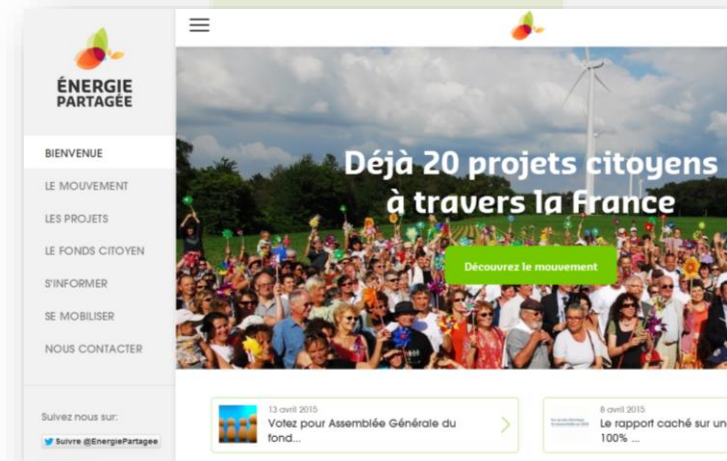 ÉNERGIE
PARTAGÉE
BIENVENUE
LE MOUVEMENT
LES PROJETS
LE FONDS CITOYEN
S'INFORMER
SE MOBILISER
NOUS CONTACTER
Suivez nous sur:
Suivre @EnergiePartagee
Déjà 20 projets citoyens
à travers la France
Découvrez le mouvement
13 avril 2015
Votez pour Assemblée Générale du
fond...
8 avril 2015
Le rapport caché sur un
100% ...